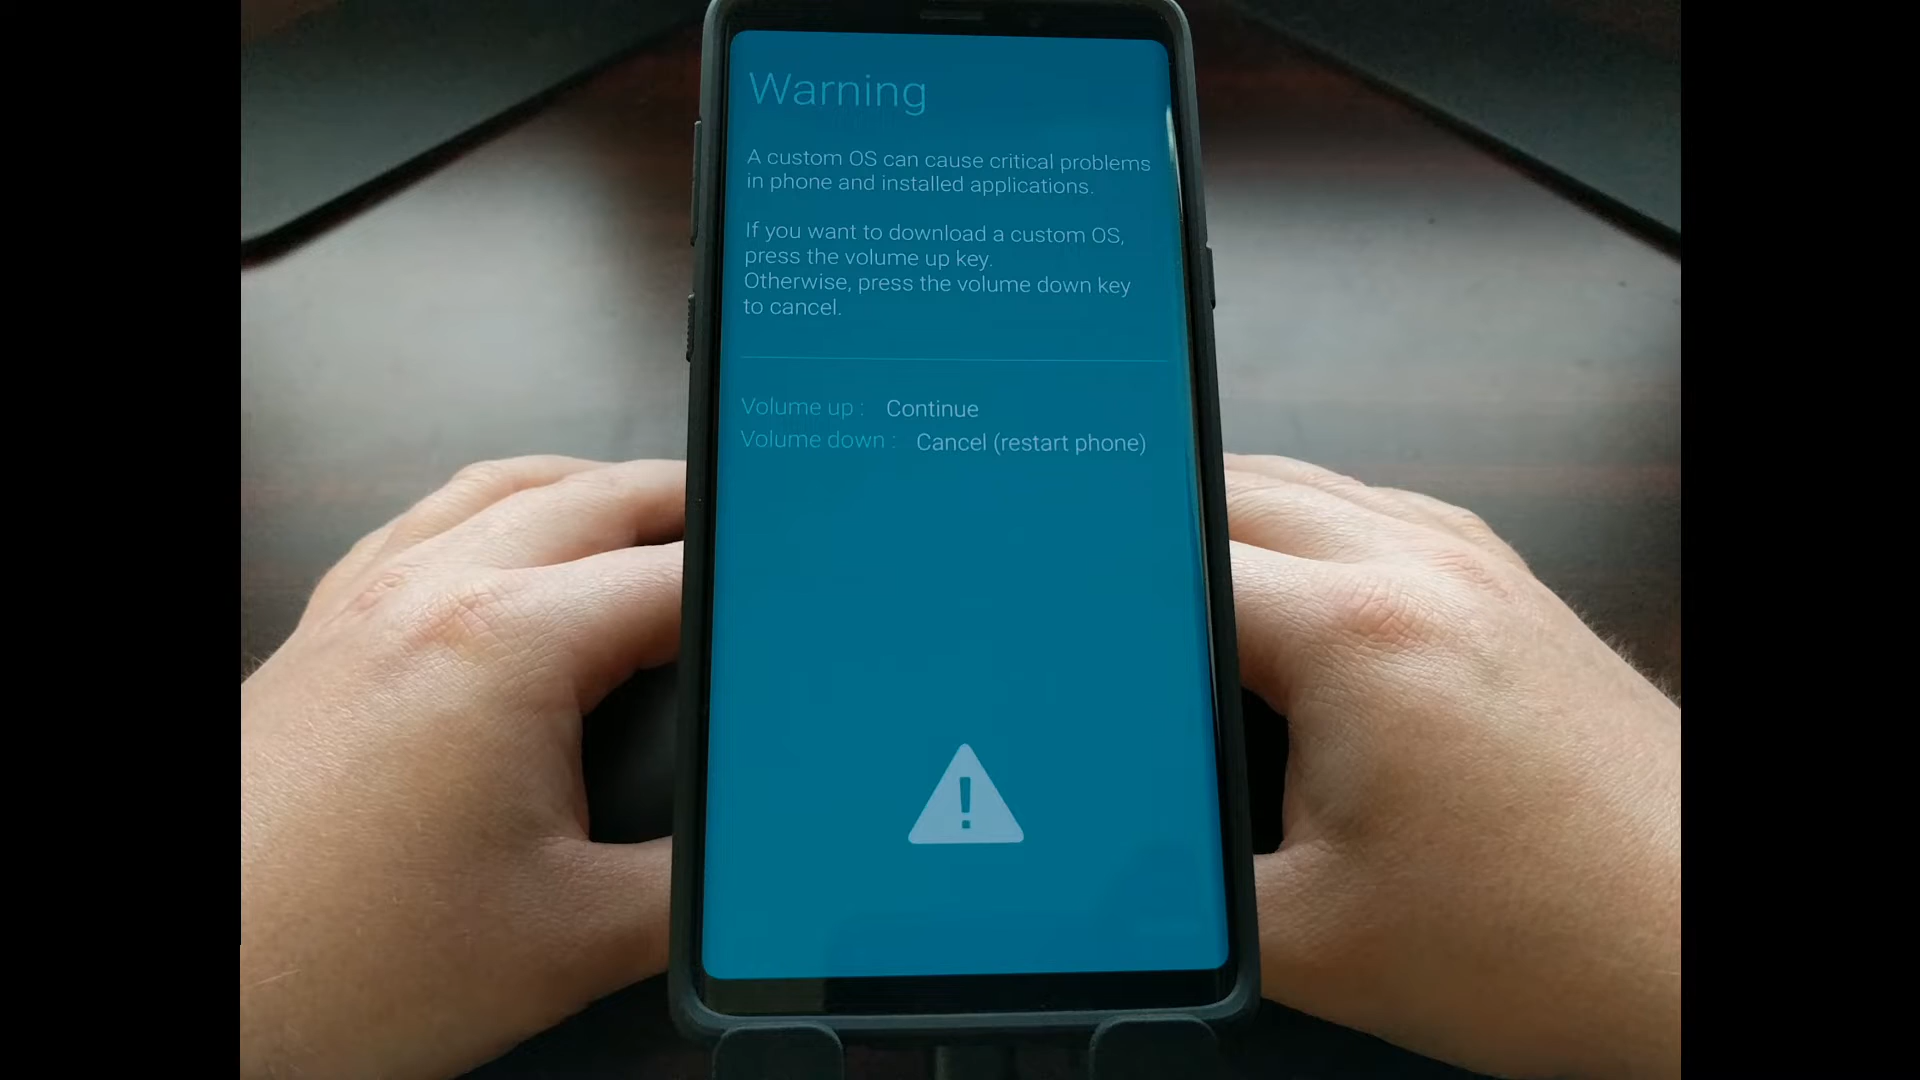 Warning
A custom OS can cause critical problems
in phone and installed applications.
If you want to download a custom OS,
press the volume up key.
Otherwise, press the volume down key
to cancel.
Volume up : Continue
Volume down : Cancel (restart phone)
!